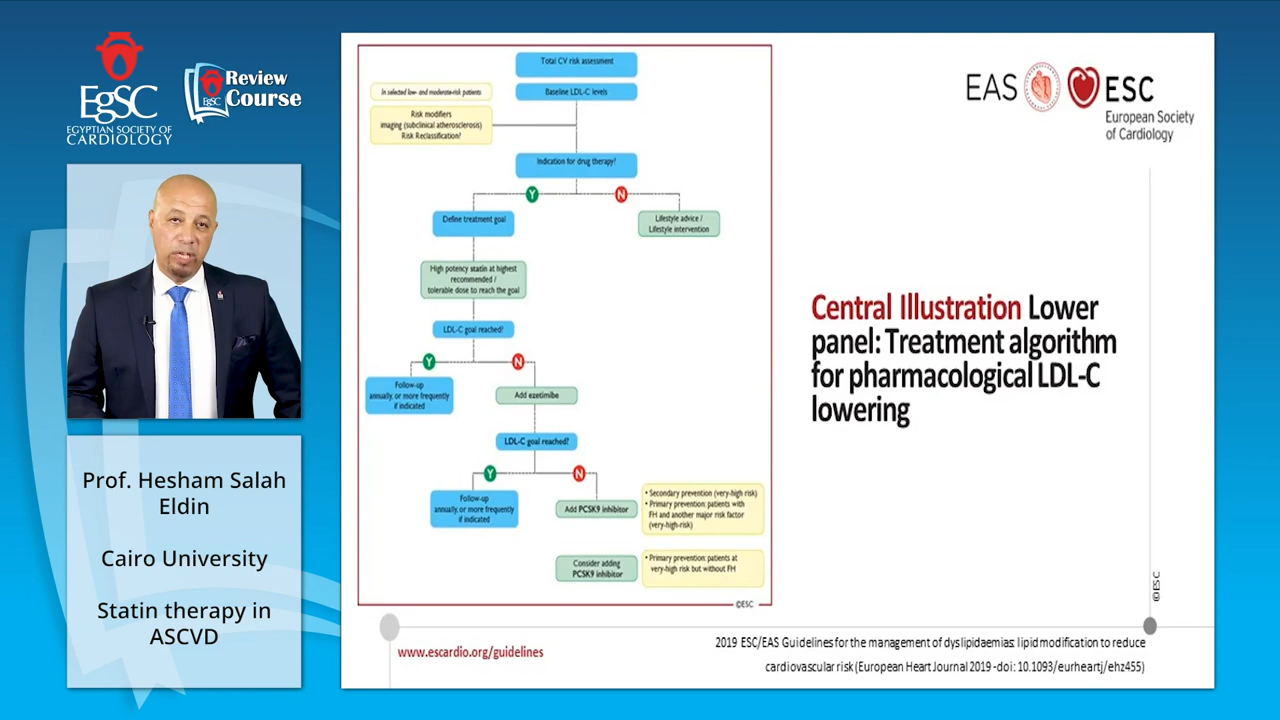 EgSC
EGYPTIAN SOCIETY OF
CARDIOLOGY
EgSC
Review
Course
Prof. Hesham Salah
Eldin
Cairo University
Statin therapy in
ASCVD
Total CV risk assessment
In selected low- and moderate-risk patients
Baseline LDL-C levels
Risk modifiers
imaging (subclinical atherosclerosis)
Risk Reclassification?
Indication for drug therapy?
Y
N
Define treatment goal
Lifestyle advice /
Lifestyle intervention
High potency statin at highest
recommended /
tolerable dose to reach the goal
LDL-C goal reached?
Y
N
Follow-up
annually, or more frequently
if indicated
Add ezetimibe
LDL-C goal reached?
Y
N
Follow-up
annually, or more frequently
if indicated
Add PCSK9 inhibitor
• Secondary prevention (very-high risk)
• Primary prevention: patients with
FH and another major risk factor
(very-high-risk)
Consider adding
PCSK9 inhibitor
• Primary prevention: patients at
very-high risk but without FH
©ESC
EAS
ESC
European Society
of Cardiology
Central Illustration Lower
panel: Treatment algorithm
for pharmacological LDL-C
lowering
©ESC
www.escardio.org/guidelines
2019 ESC/EAS Guidelines for the management of dyslipidaemias: lipid modification to reduce
cardiovascular risk (European Heart Journal 2019 -doi: 10.1093/eurheartj/ehz455)